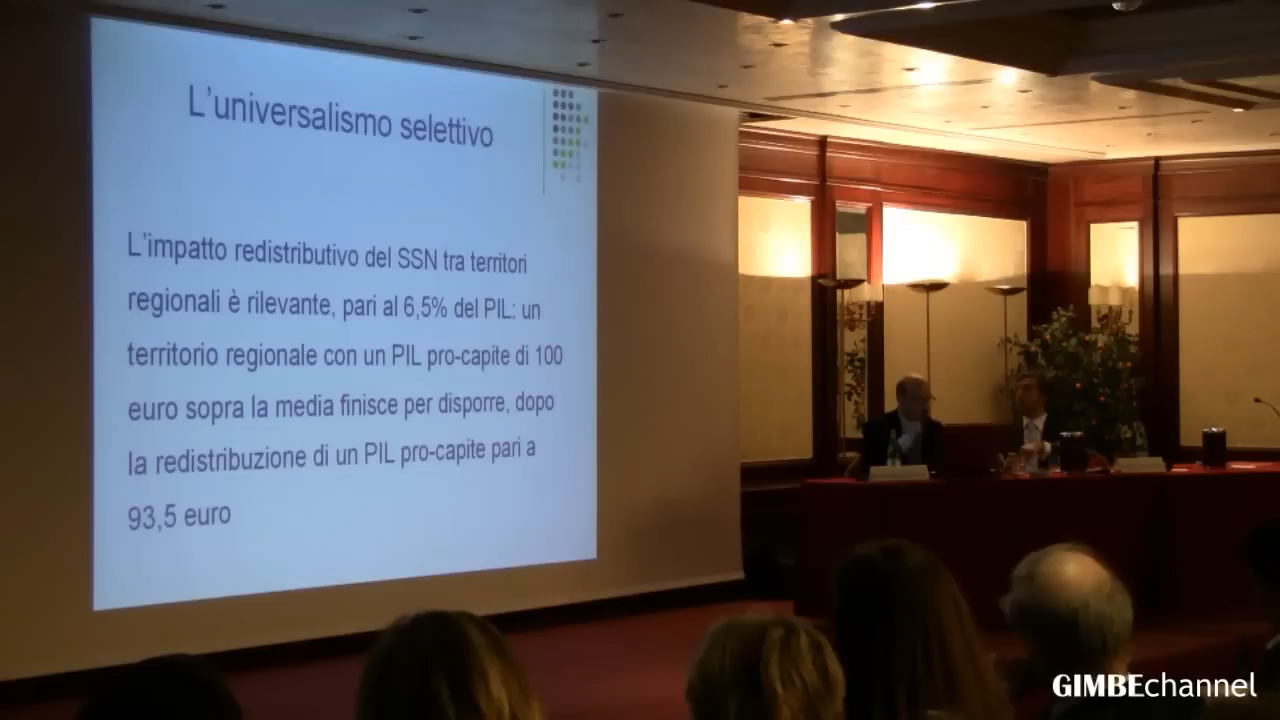 L'universalismo selettivo
L'impatto redistributivo del SSN tra territori
regionali è rilevante, pari al 6,5% del PIL: un
territorio regionale con un PIL pro-capite di 100
euro sopra la media finisce per disporre, dopo
la redistribuzione di un PIL pro-capite pari a
93,5 euro
GIMBEchannel